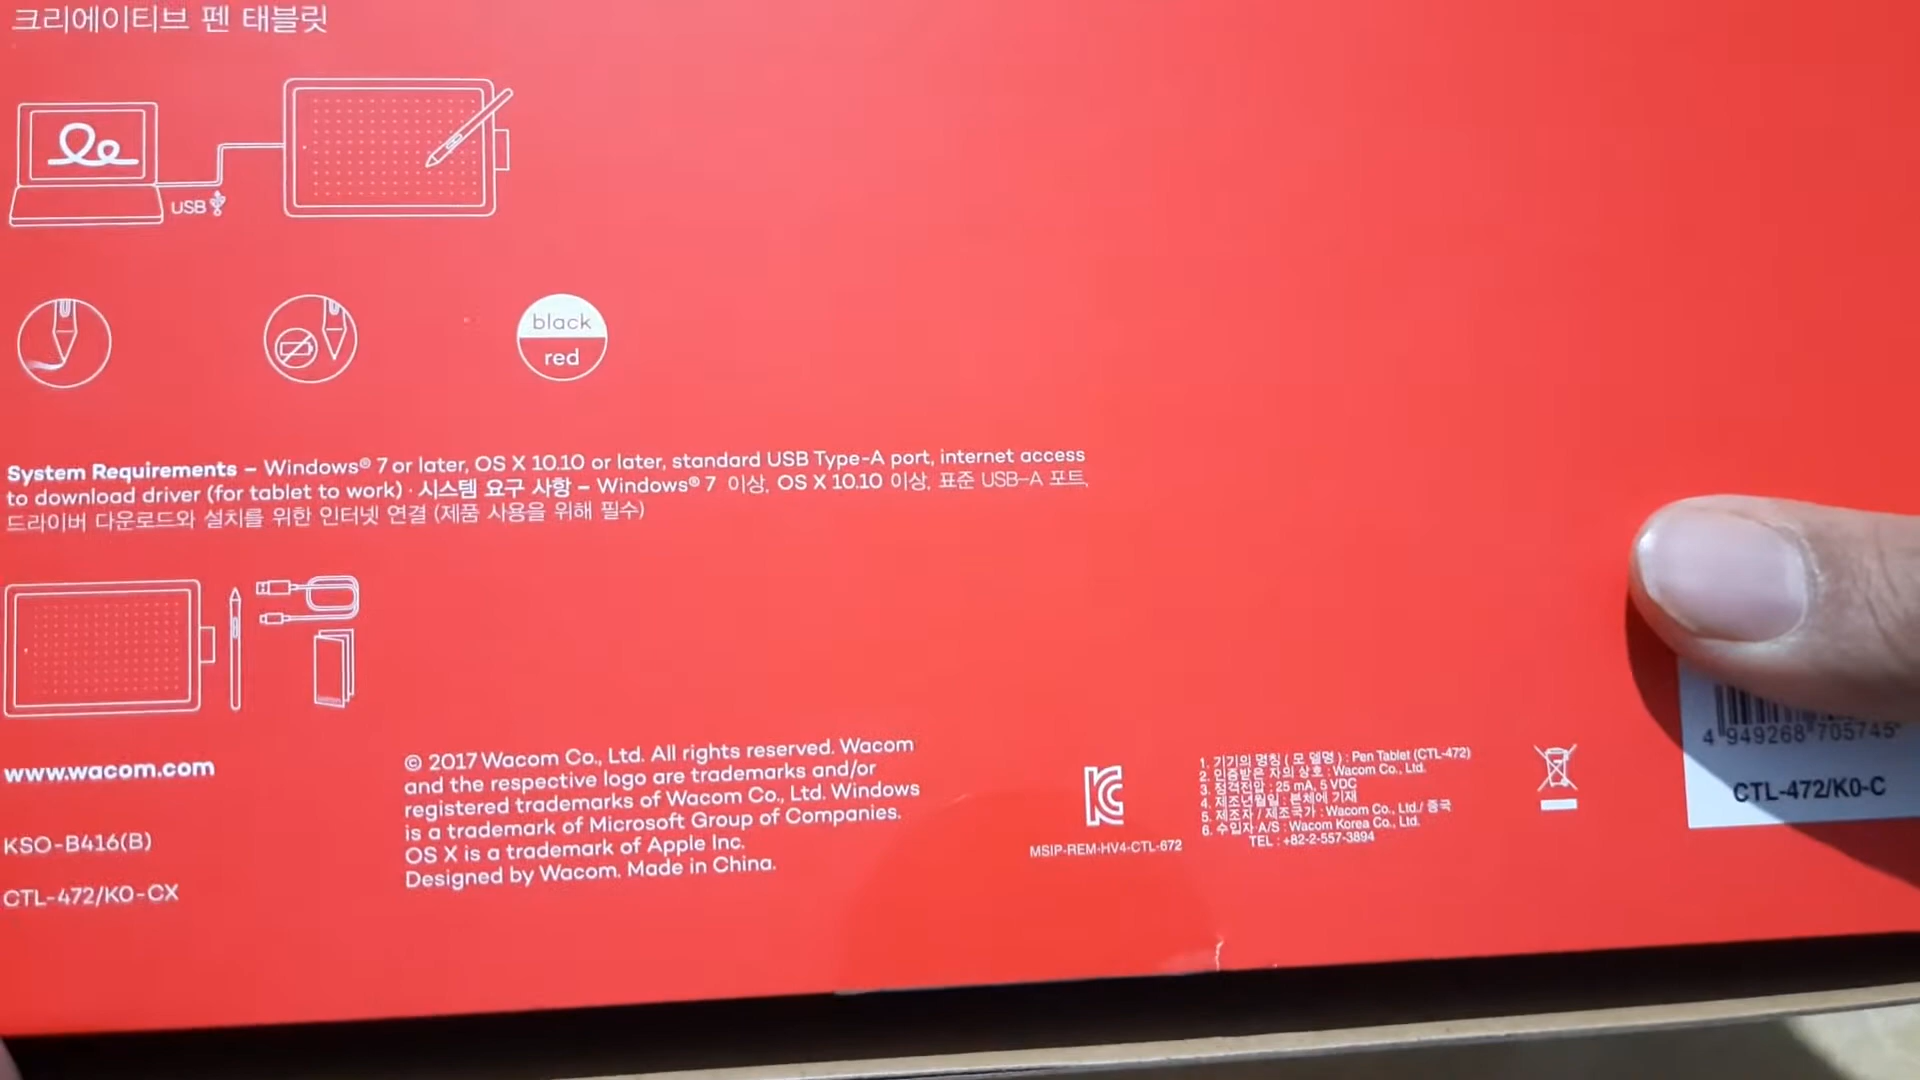 크리에이티브 펜 태블릿
USB
black
red
System Requirements – Windows® 7 or later, OS X 10.10 or later, standard USB Type-A port, internet access
to download driver (for tablet to work) · 시스템 요구 사항 – Windows® 7 이상, OS X 10.10 이상, 표준 USB-A 포트,
드라이버 다운로드와 설치를 위한 인터넷 연결 (제품 사용을 위해 필수)
www.wacom.com
KSO-B416(B)
CTL-472/K0-CX
© 2017 Wacom Co., Ltd. All rights reserved. Wacom
and the respective logo are trademarks and/or
registered trademarks of Wacom Co., Ltd. Windows
is a trademark of Microsoft Group of Companies.
OS X is a trademark of Apple Inc.
Designed by Wacom. Made in China.
MSIP-REM-HV4-CTL-672
1. 기기의 명칭 ( 모 델명 ) : Pen Tablet (CTL-472)
2. 인증받은 자의 상호 : Wacom Co., Ltd.
3. 정격전압 : 25 mA, 5 VDC
4. 제조년월일 : 본체에 기재
5. 제조자 / 제조국가 : Wacom Co., Ltd./ 중국
6. 수입자·A/S : Wacom Korea Co., Ltd.
TEL : +82-2-557-3894
4 949268 705745
CTL-472/K0-C